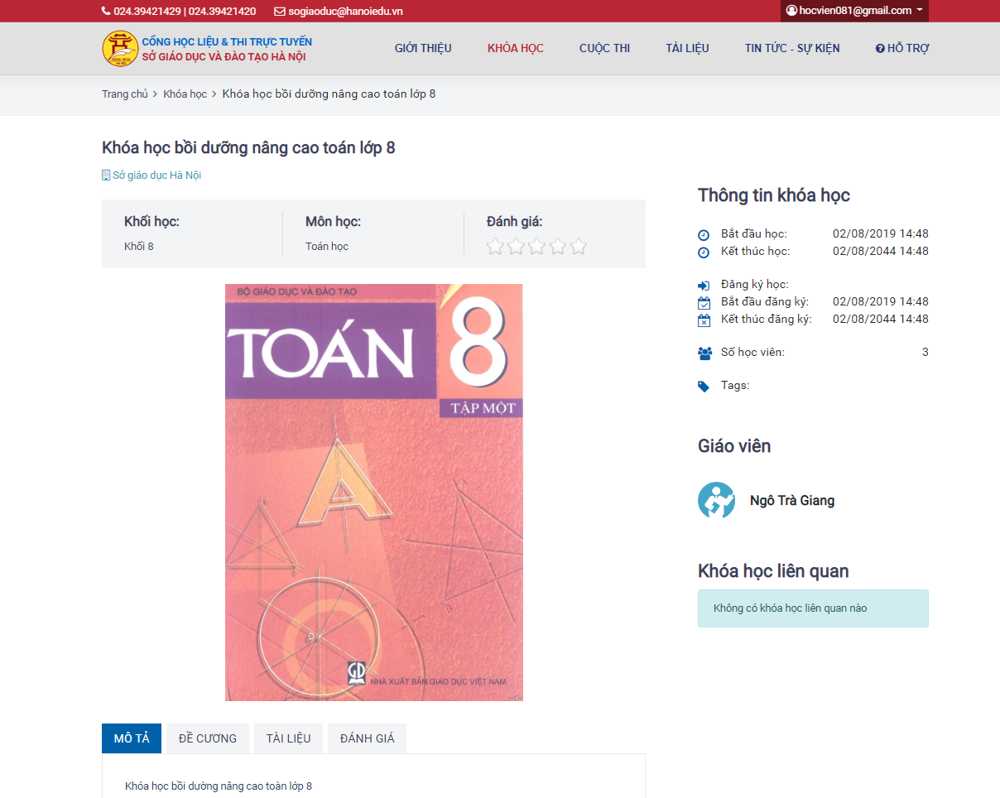 024.39421429 | 024.39421420 sogiaoduc@hanoiedu.vn hocvien081@gmail.com
CỔNG HỌC LIỆU & THI TRỰC TUYẾN
SỞ GIÁO DỤC VÀ ĐÀO TẠO HÀ NỘI
GIỚI THIỆU KHÓA HỌC CUỘC THI TÀI LIỆU TIN TỨC - SỰ KIỆN HỖ TRỢ
Trang chủ > Khóa học > Khóa học bồi dưỡng nâng cao toán lớp 8
Khóa học bồi dưỡng nâng cao toán lớp 8
Sở giáo dục Hà Nội
Khối học: Môn học: Đánh giá:
Khối 8 Toán học
BỘ GIÁO DỤC VÀ ĐÀO TẠO
TOÁN 8
TẬP MỘT
A
O
GD
NHÀ XUẤT BẢN GIÁO DỤC VIỆT NAM
MÔ TẢ ĐỀ CƯƠNG TÀI LIỆU ĐÁNH GIÁ
Khóa học bồi dường nâng cao toàn lớp 8
Thông tin khóa học
Bắt đầu học: 02/08/2019 14:48
Kết thúc học: 02/08/2044 14:48
Đăng ký học:
Bắt đầu đăng ký: 02/08/2019 14:48
Kết thúc đăng ký: 02/08/2044 14:48
Số học viên: 3
Tags:
Giáo viên
Ngô Trà Giang
Khóa học liên quan
Không có khóa học liên quan nào